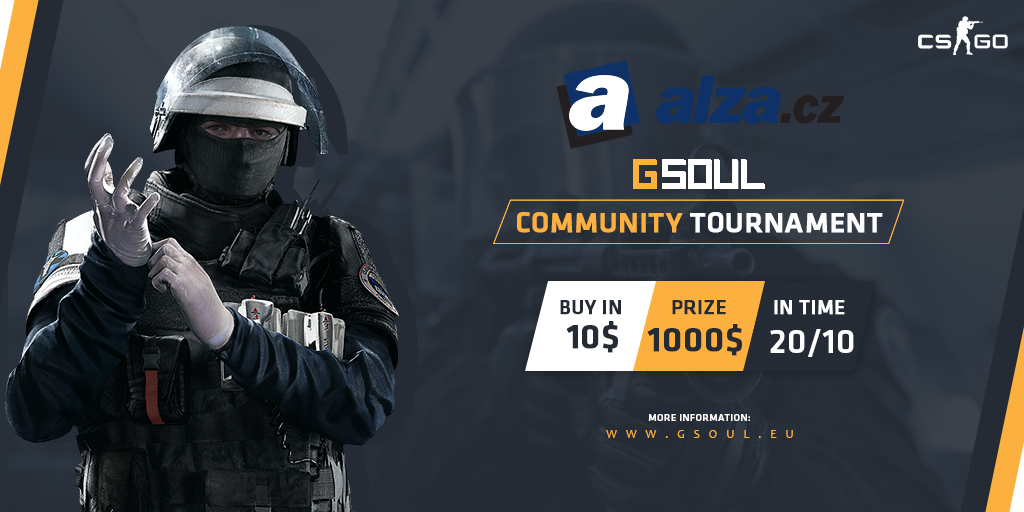 CS GO
a alza.cz
GSOUL
COMMUNITY TOURNAMENT
BUY IN
10$
PRIZE
1000$
IN TIME
20/10
MORE INFORMATION:
WWW.GSOUL.EU